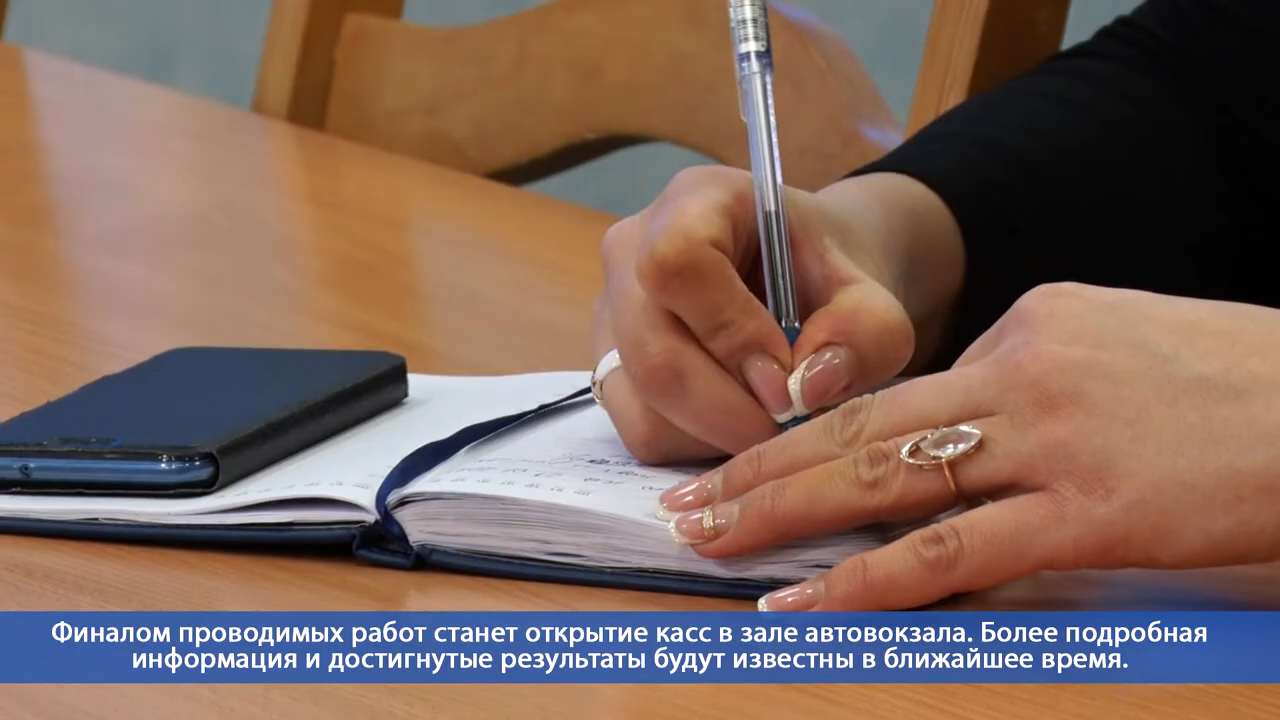 Финалом проводимых работ станет открытие касс в зале автовокзала. Более подробная
информация и достигнутые результаты будут известны в ближайшее время.